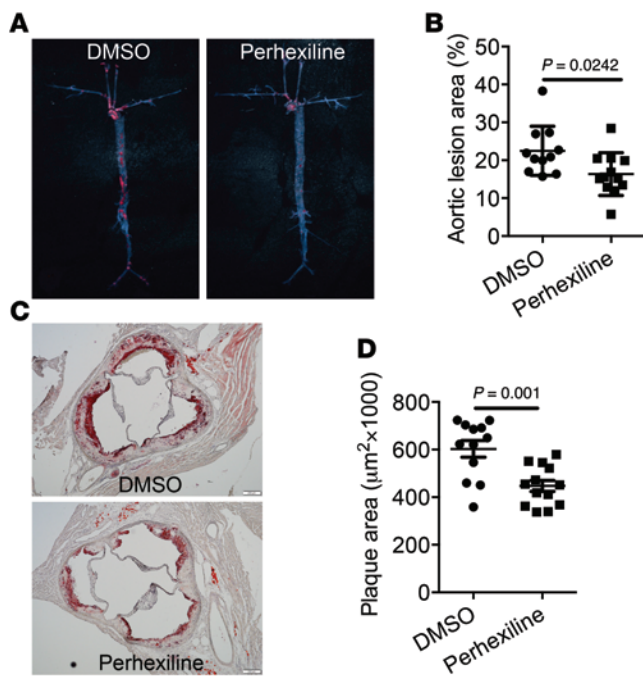 A
DMSO
Perhexiline
B
Aortic lesion area (%)
50
40
30
20
10
0
P = 0.0242
DMSO
Perhexiline
C
DMSO
Perhexiline
D
Plaque area (μm²×1000)
800
600
400
200
0
P = 0.001
DMSO
Perhexiline